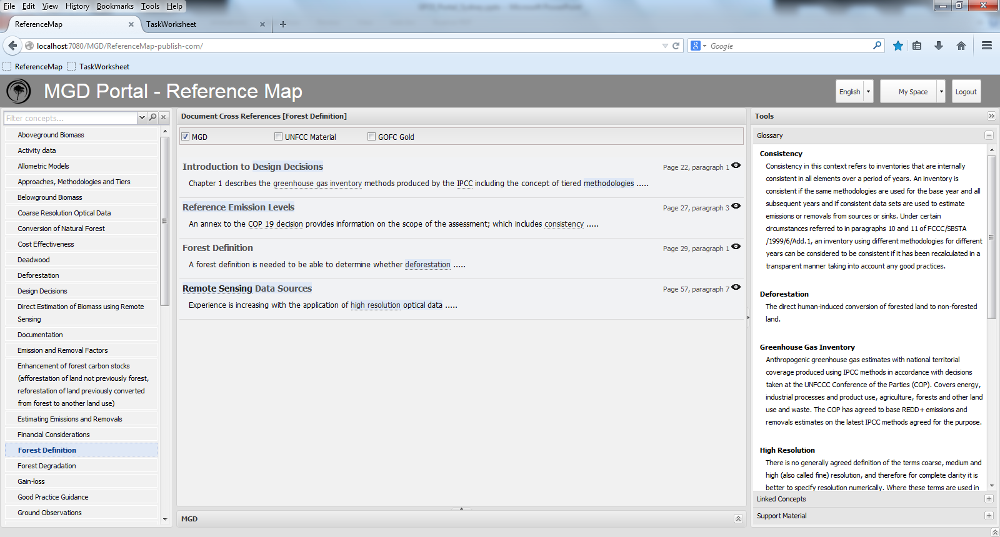 File Edit View History Bookmarks Tools Help
ReferenceMap
TaskWorksheet
localhost:7080/MGD/ReferenceMap-publish-com/
Google
ReferenceMap
TaskWorksheet
MGD Portal - Reference Map
English
My Space
Logout
Filter concepts...
Aboveground Biomass
Activity data
Allometric Models
Approaches, Methodologies and Tiers
Belowground Biomass
Coarse Resolution Optical Data
Conversion of Natural Forest
Cost Effectiveness
Deadwood
Deforestation
Design Decisions
Direct Estimation of Biomass using Remote
Sensing
Documentation
Emission and Removal Factors
Enhancement of forest carbon stocks
(afforestation of land not previously forest,
reforestation of land previously converted
from forest to another land use)
Estimating Emissions and Removals
Financial Considerations
Forest Definition
Forest Degradation
Gain-loss
Good Practice Guidance
Ground Observations
Document Cross References [Forest Definition]
MGD
UNFCC Material
GOFC Gold
Introduction to Design Decisions
Page 22, paragraph 1
Chapter 1 describes the greenhouse gas inventory methods produced by the IPCC including the concept of tiered methodologies .....
Reference Emission Levels
Page 27, paragraph 3
An annex to the COP 19 decision provides information on the scope of the assessment; which includes consistency .....
Forest Definition
Page 29, paragraph 1
A forest definition is needed to be able to determine whether deforestation .....
Remote Sensing Data Sources
Page 57, paragraph 7
Experience is increasing with the application of high resolution optical data .....
MGD
Tools
Glossary
Consistency
Consistency in this context refers to inventories that are internally
consistent in all elements over a period of years. An inventory is
consistent if the same methodologies are used for the base year and all
subsequent years and if consistent data sets are used to estimate
emissions or removals from sources or sinks. Under certain
circumstances referred to in paragraphs 10 and 11 of FCCC/SBSTA
/1999/6/Add.1, an inventory using different methodologies for different
years can be considered to be consistent if it has been recalculated in a
transparent manner taking into account any good practices.
Deforestation
The direct human-induced conversion of forested land to non-forested
land.
Greenhouse Gas Inventory
Anthropogenic greenhouse gas estimates with national territorial
coverage produced using IPCC methods in accordance with decisions
taken at the UNFCCC Conference of the Parties (COP). Covers energy,
industrial processes and product use, agriculture, forests and other land
use and waste. The COP has agreed to base REDD+ emissions and
removals estimates on the latest IPCC methods agreed for the purpose.
High Resolution
There is no generally agreed definition of the terms coarse, medium and
high (also called fine) resolution, and therefore for complete clarity it is
better to specify resolution numerically. Where these terms are used in
Linked Concepts
Support Material